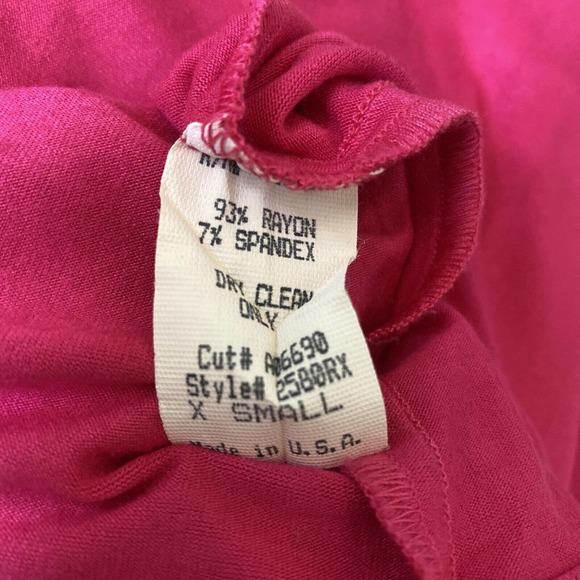 93% RAYON
7% SPANDEX
DRY CLEAN
ONLY
Cut# A06690
Style# 2580RX
X SMALL
Made in U.S.A.